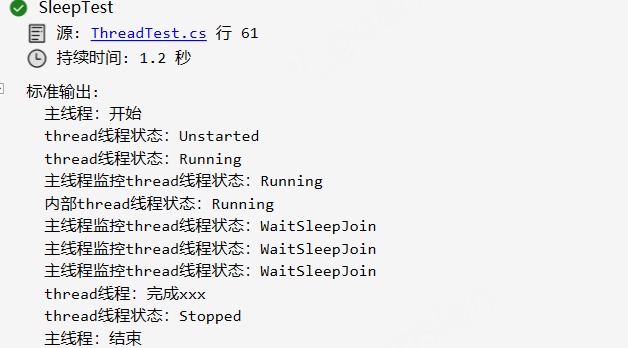 SleepTest
源: ThreadTest.cs 行 61
持续时间: 1.2 秒
标准输出:
主线程: 开始
thread线程状态: Unstarted
thread线程状态: Running
主线程监控thread线程状态: Running
内部thread线程状态: Running
主线程监控thread线程状态: WaitSleepJoin
主线程监控thread线程状态: WaitSleepJoin
主线程监控thread线程状态: WaitSleepJoin
thread线程: 完成xxx
thread线程状态: Stopped
主线程: 结束